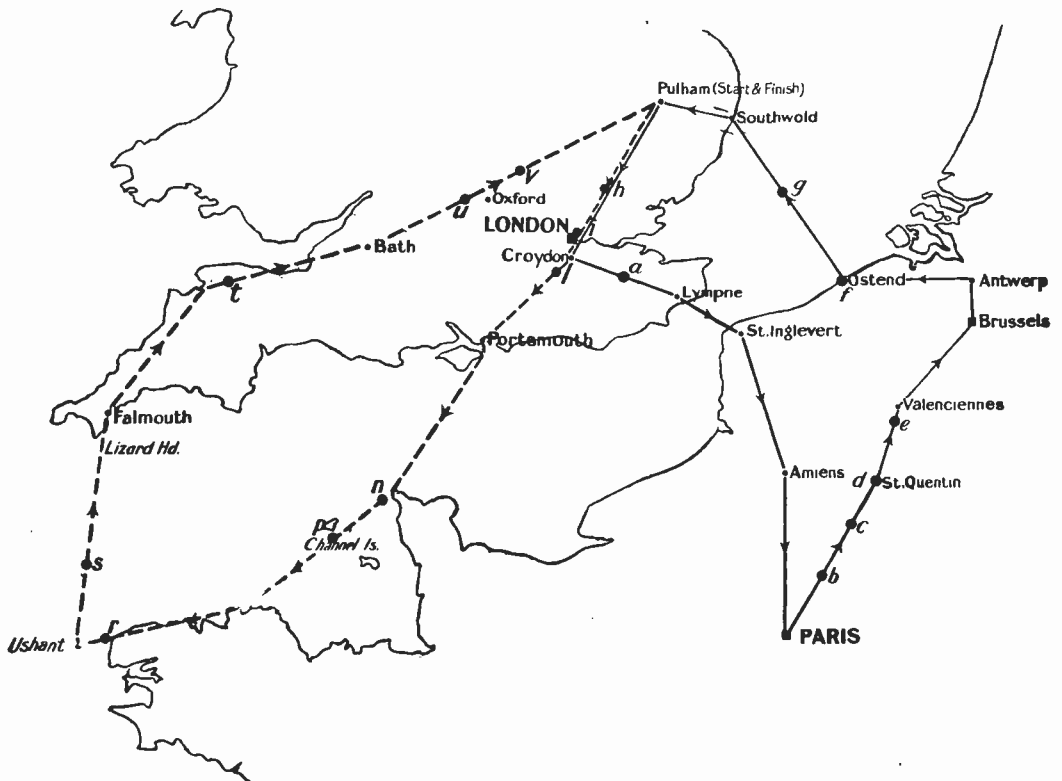 Pulham (Start & Finish)
Southwold
h
g
v
u
Oxford
LONDON
Bath
Croydon
a
t
Lympne
f
Ostend
Antwerp
Brussels
St. Inglevert
Portsmouth
Falmouth
Valenciennes
e
Lizard Hd.
Amiens
d
St. Quentin
n
p
c
Channel Is.
s
b
r
Ushant
PARIS